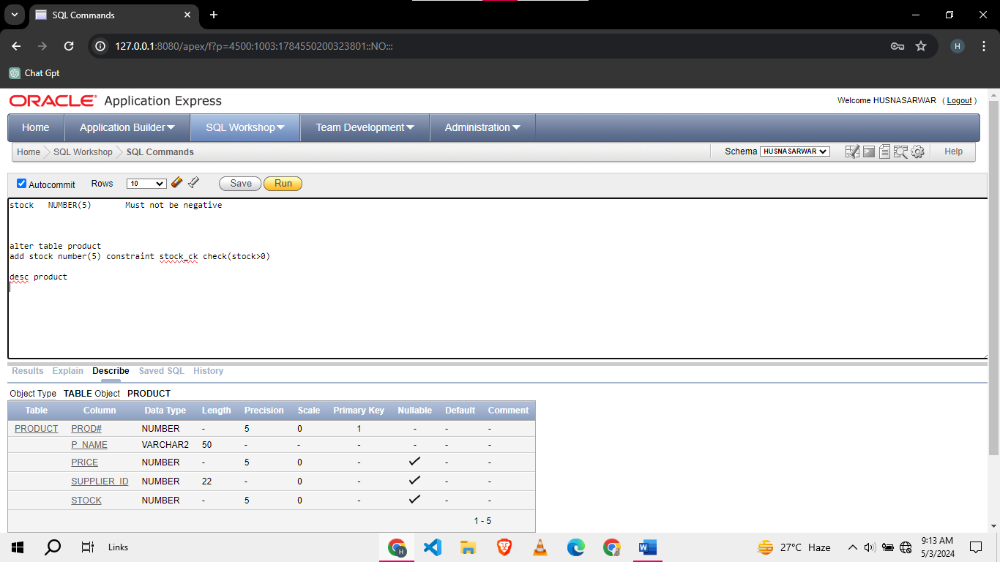 SQL Commands
127.0.0.1:8080/apex/f?p=4500:1003:1784550200323801::NO:::
H
Chat Gpt
ORACLE Application Express
Welcome HUSNASARWAR ( Logout )
Home Application Builder SQL Workshop Team Development Administration
Home SQL Workshop SQL Commands Schema HUSNASARWAR Help
Autocommit Rows 10 Save Run
stock NUMBER(5) Must not be negative
alter table product
add stock number(5) constraint stock_ck check(stock>0)
desc product
Results Explain Describe Saved SQL History
Object Type TABLE Object PRODUCT
Table Column Data Type Length Precision Scale Primary Key Nullable Default Comment
PRODUCT PROD# NUMBER - 5 0 1 - - -
P_NAME VARCHAR2 50 - - - - - -
PRICE NUMBER - 5 0 - - -
SUPPLIER_ID NUMBER 22 - 0 - - -
STOCK NUMBER - 5 0 - - -
1 - 5
Links H W 27°C Haze 9:13 AM
5/3/2024